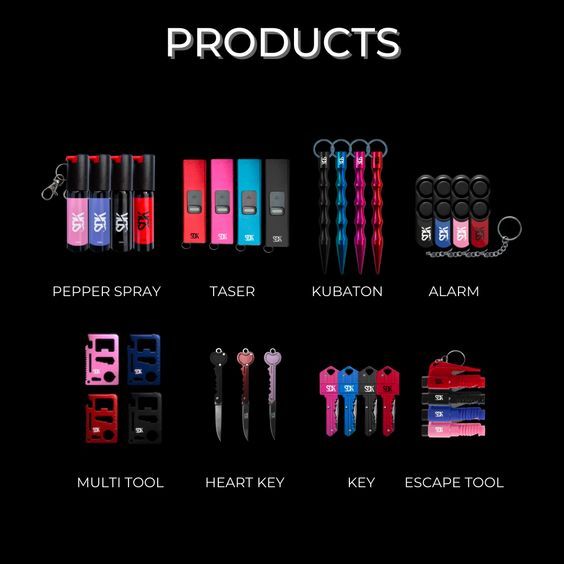 PRODUCTS
PEPPER SPRAY
TASER
KUBATON
ALARM
MULTI TOOL
HEART KEY
KEY
ESCAPE TOOL